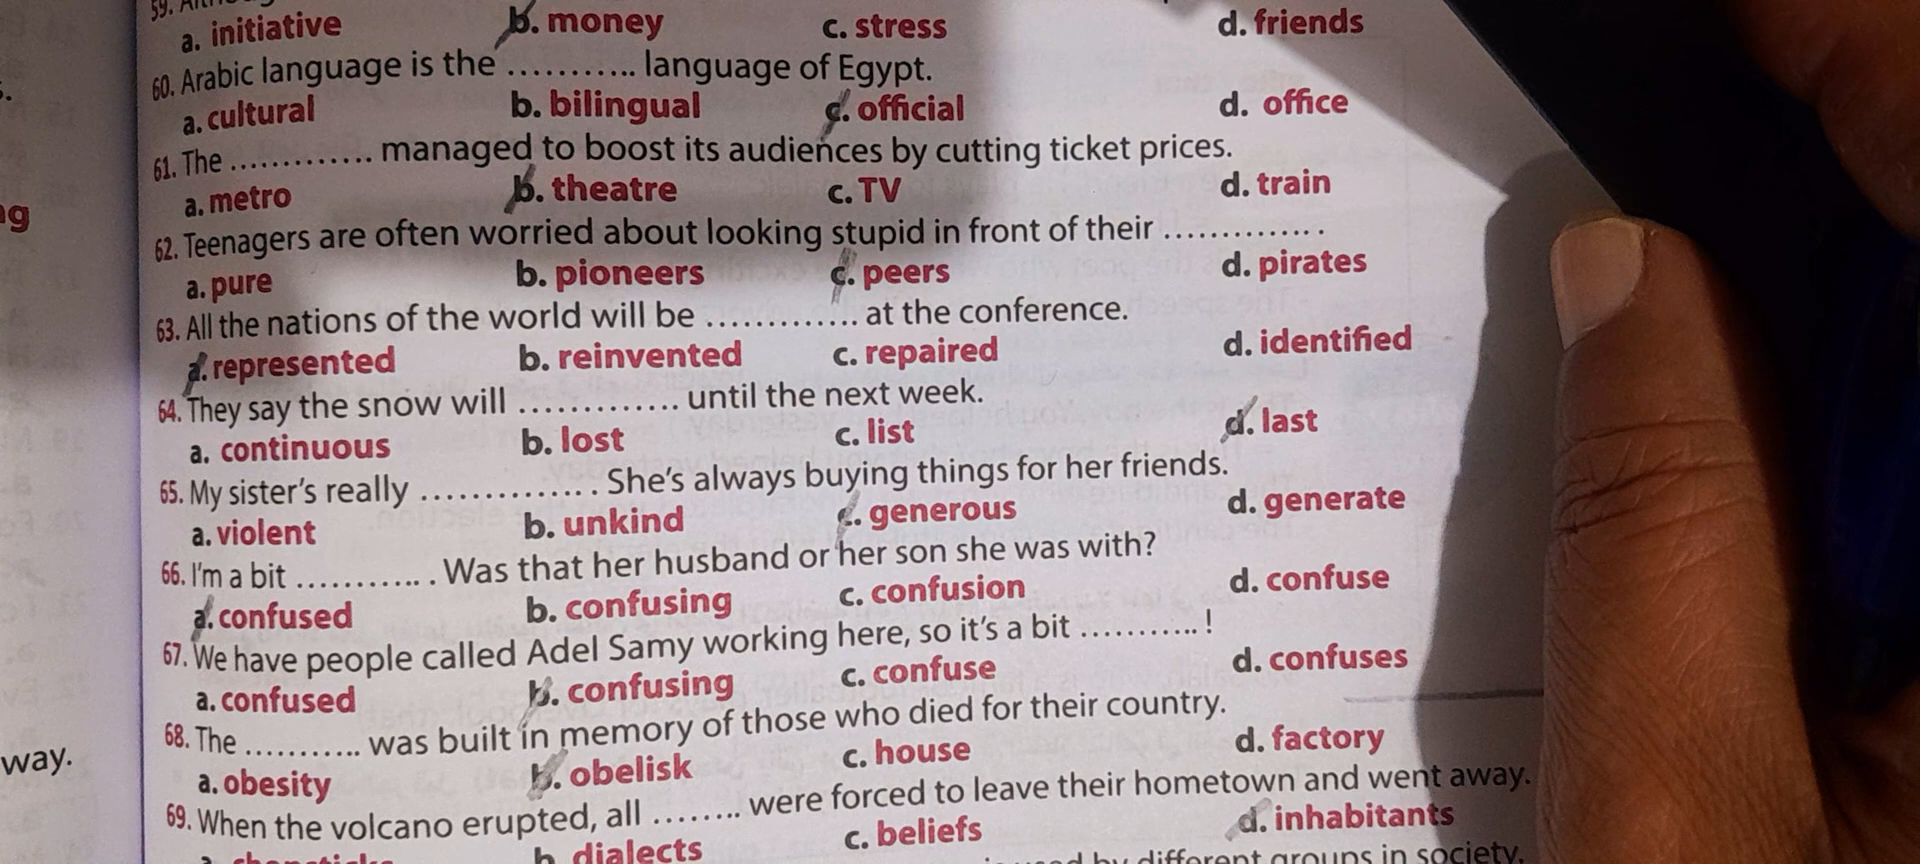 59.
a. initiative b. money c. stress d. friends
60. Arabic language is the ........... language of Egypt.
a. cultural b. bilingual c. official d. office
61. The ............. managed to boost its audiences by cutting ticket prices.
ng
a. metro b. theatre c. TV d. train
62. Teenagers are often worried about looking stupid in front of their .............
a. pure b. pioneers c. peers d. pirates
63. All the nations of the world will be ............. at the conference.
a. represented b. reinvented c. repaired d. identified
64. They say the snow will ............. until the next week.
a. continuous b. lost c. list d. last
65. My sister's really .............. She's always buying things for her friends.
a. violent b. unkind c. generous d. generate
66. I'm a bit ............ . Was that her husband or her son she was with?
a. confused b. confusing c. confusion d. confuse
67. We have people called Adel Samy working here, so it's a bit ........... !
a. confused b. confusing c. confuse d. confuses
68. The ........... was built in memory of those who died for their country.
way.
a. obesity b. obelisk c. house d. factory
69. When the volcano erupted, all ........ were forced to leave their hometown and went away.
b. dialects c. beliefs d. inhabitants
by different groups in society.